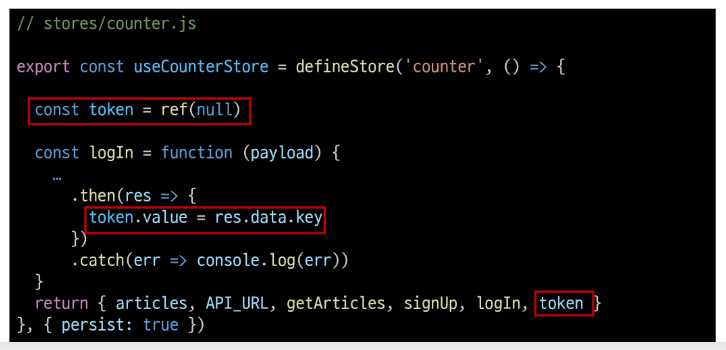 // stores/counter.js
export const useCounterStore = defineStore('counter', () => {
const token = ref(null)
const logIn = function (payload) {
…
.then(res => {
token.value = res.data.key
})
.catch(err => console.log(err))
}
return { articles, API_URL, getArticles, signUp, logIn, token }
}, { persist: true })